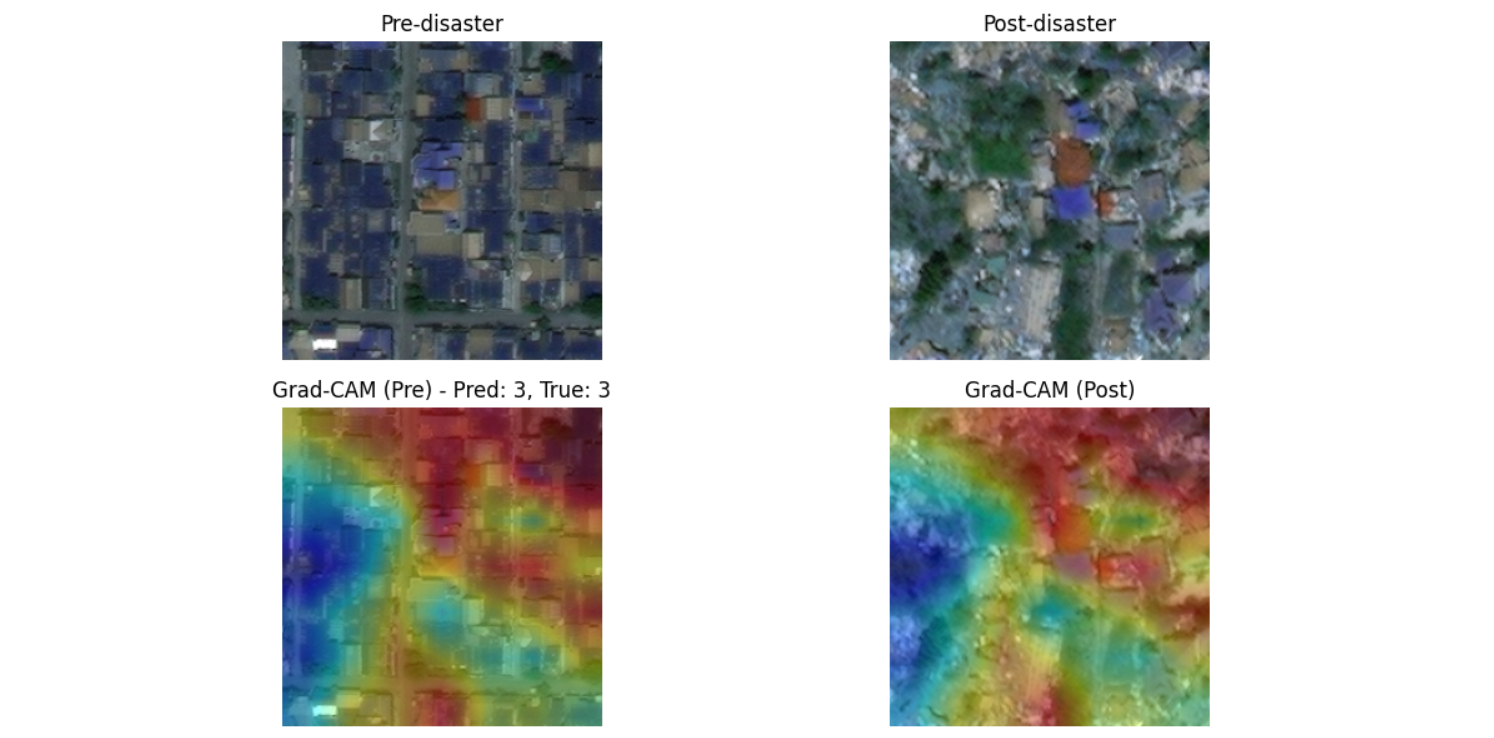 Pre-disaster
Post-disaster
Grad-CAM (Pre) - Pred: 3, True: 3
Grad-CAM (Post)